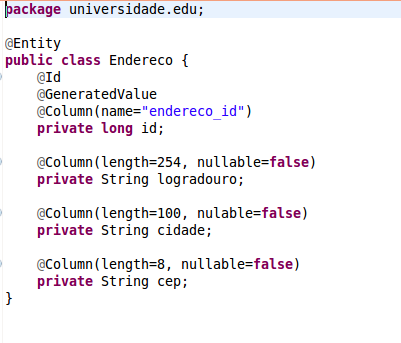 package universidade.edu;
@Entity
public class Endereco {
@Id
@GeneratedValue
@Column(name="endereco_id")
private long id;
@Column(length=254, nullable=false)
private String logradouro;
@Column(length=100, nulable=false)
private String cidade;
@Column(length=8, nullable=false)
private String cep;
}